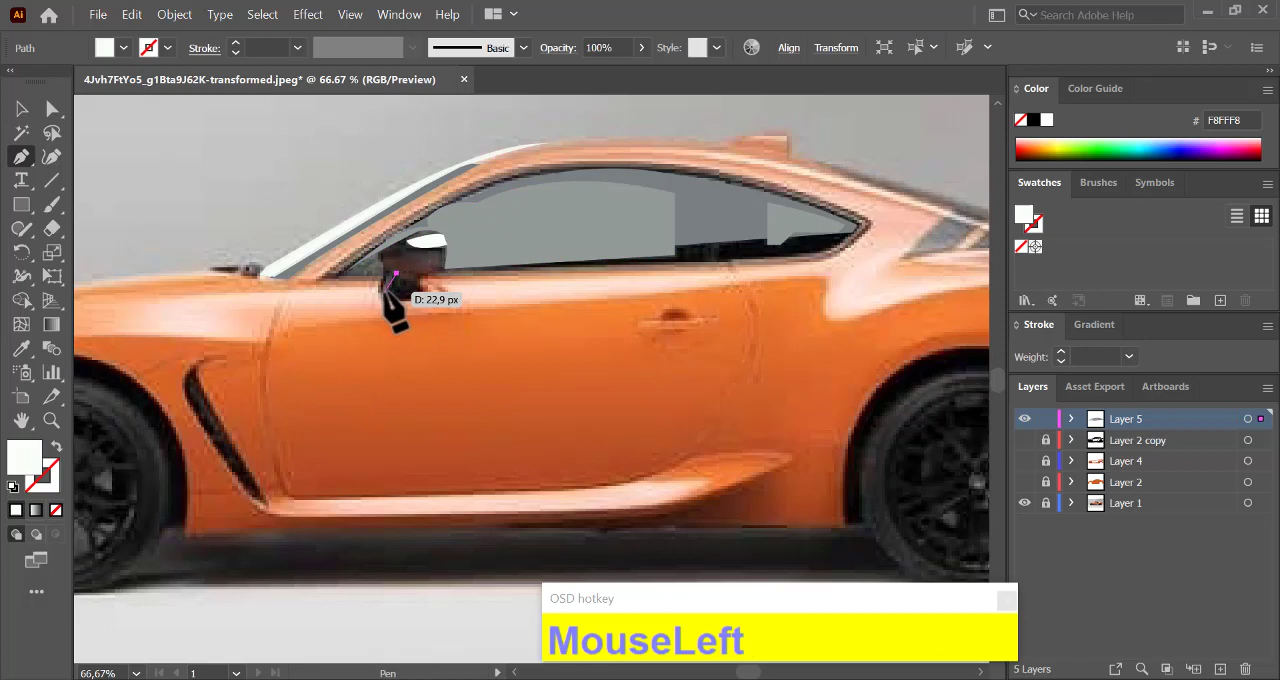 Ai File Edit Object Type Select Effect View Window Help Search Adobe Help
Path Stroke: Basic Opacity: 100% Style: Align Transform
4Jvh7FtYo5_g1Bta9J62K-transformed.jpeg* @ 66.67 % (RGB/Preview)
Color Color Guide
# F8FFF8
Swatches Brushes Symbols
D: 22,9 px
Stroke Gradient
Weight:
Layers Asset Export Artboards
Layer 5
Layer 2 copy
Layer 4
Layer 2
Layer 1
OSD hotkey
MouseLeft
66,67% 1 Pen 5 Layers